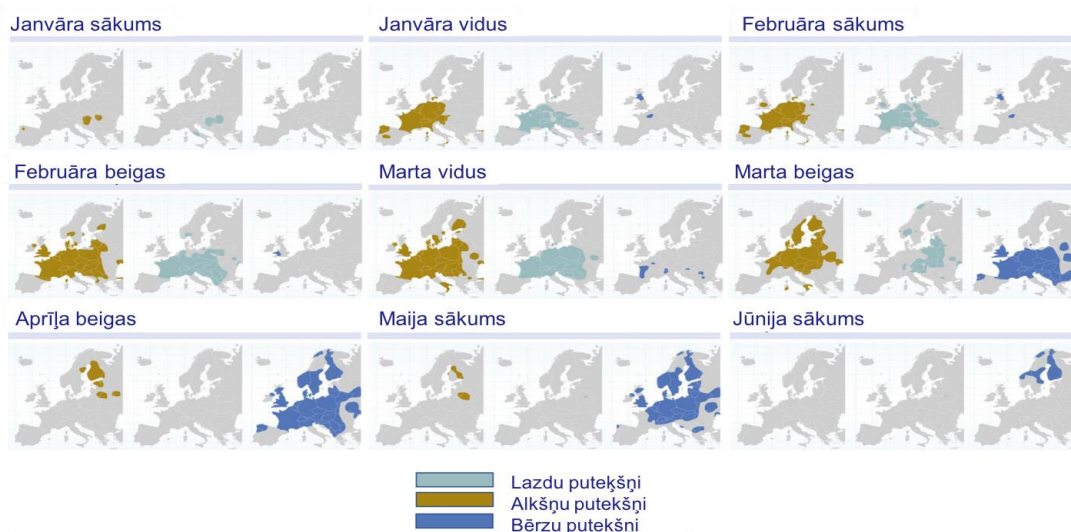 Janvāra sākums
Janvāra vidus
Februāra sākums
Februāra beigas
Marta vidus
Marta beigas
Aprīļa beigas
Maija sākums
Jūnija sākums
Lazdu putekšņi
Alkšņu putekšņi
Bērzu putekšņi